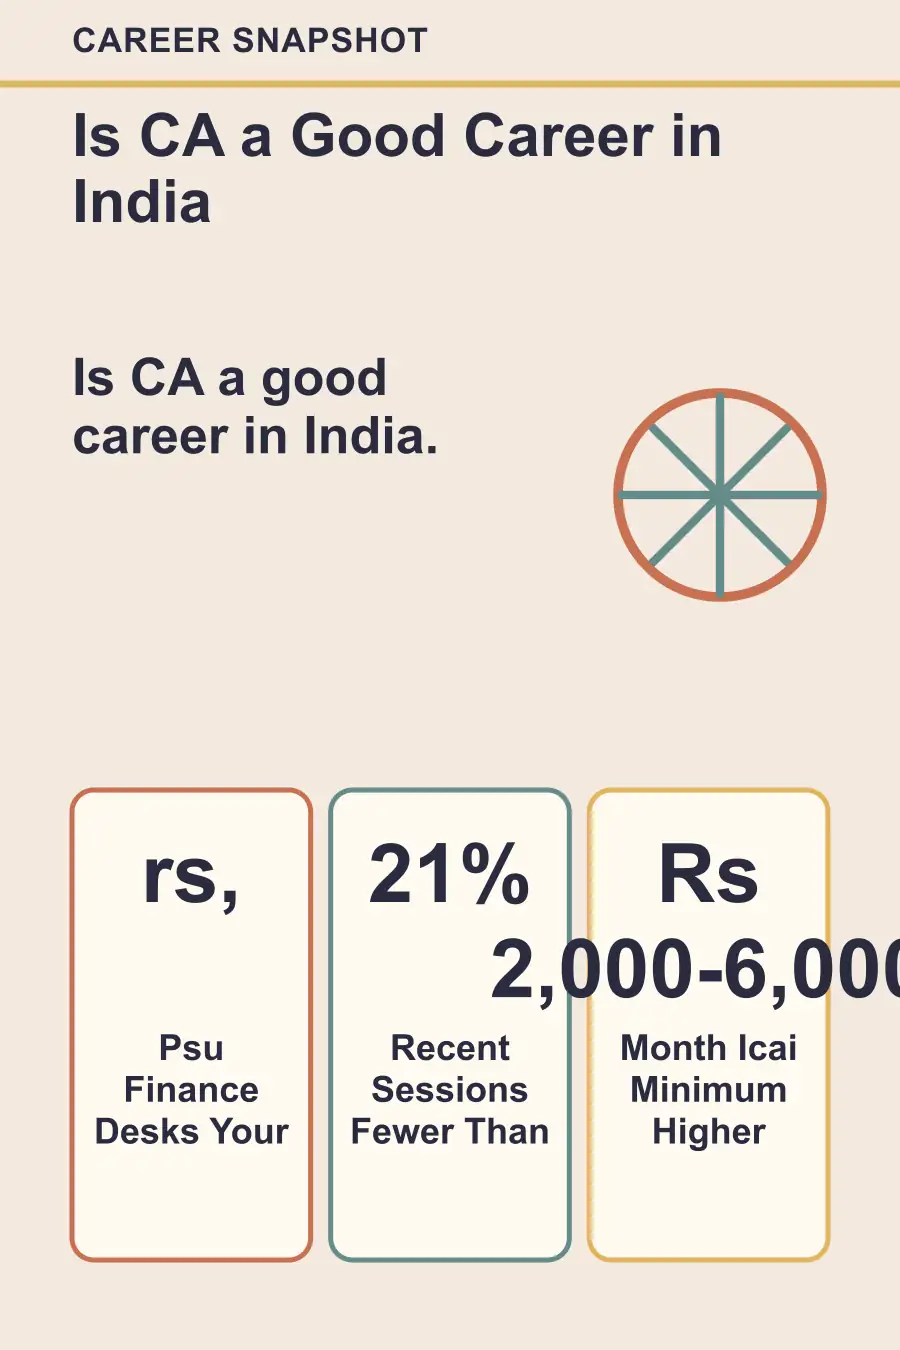 CAREER SNAPSHOT
Is CA a Good Career in
India
Is CA a good
career in India.
rs,
Psu
Finance
Desks Your
21%
Recent
Sessions
Fewer Than
Rs
2,000-6,000
Month Icai
Minimum
Higher